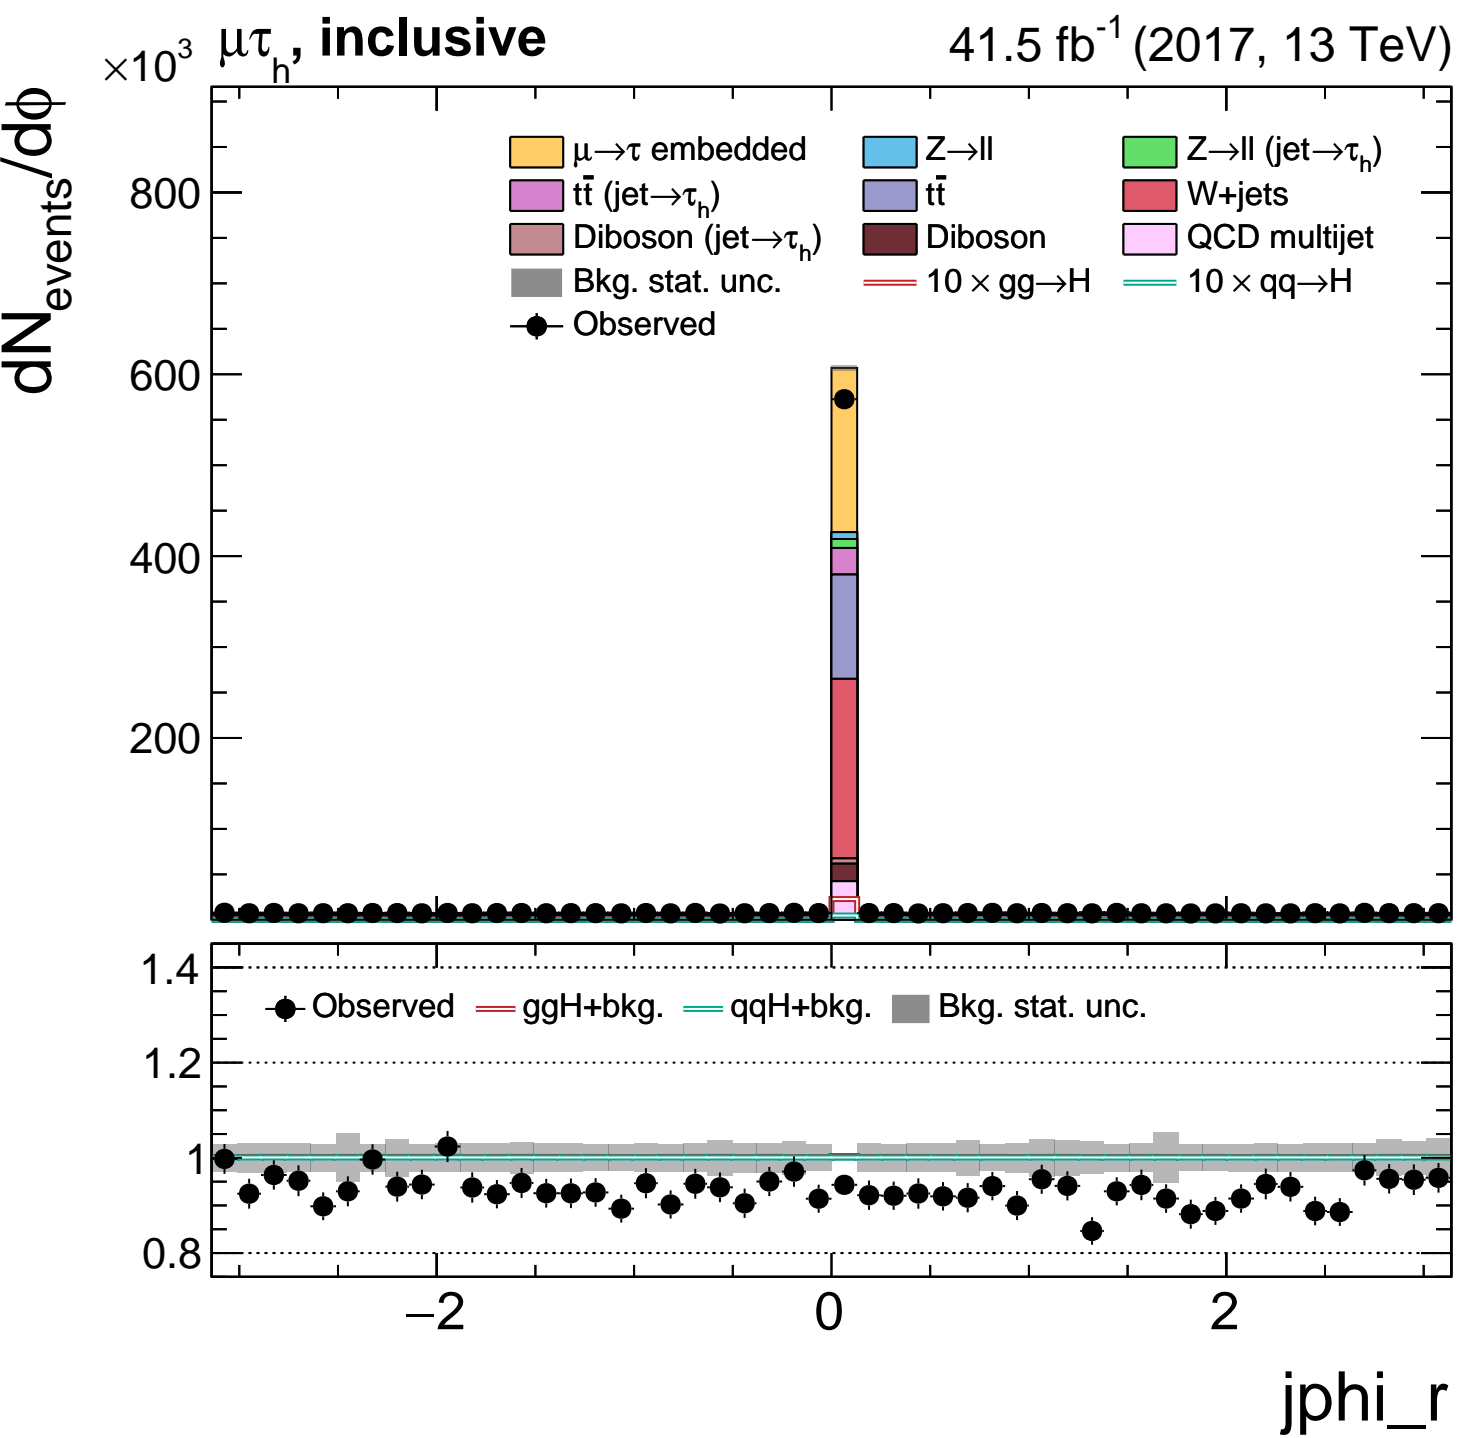 ×10³ μτₕ, inclusive 41.5 fb⁻¹ (2017, 13 TeV)
dN_events/dϕ
μ→τ embedded Z→ll Z→ll (jet→τₕ)
tt̄ (jet→τₕ) tt̄ W+jets
Diboson (jet→τₕ) Diboson QCD multijet
Bkg. stat. unc. 10 × gg→H 10 × qq→H
Observed
800
600
400
200
1.4
Observed ggH+bkg. qqH+bkg. Bkg. stat. unc.
1.2
1
0.8
−2 0 2
jphi_r